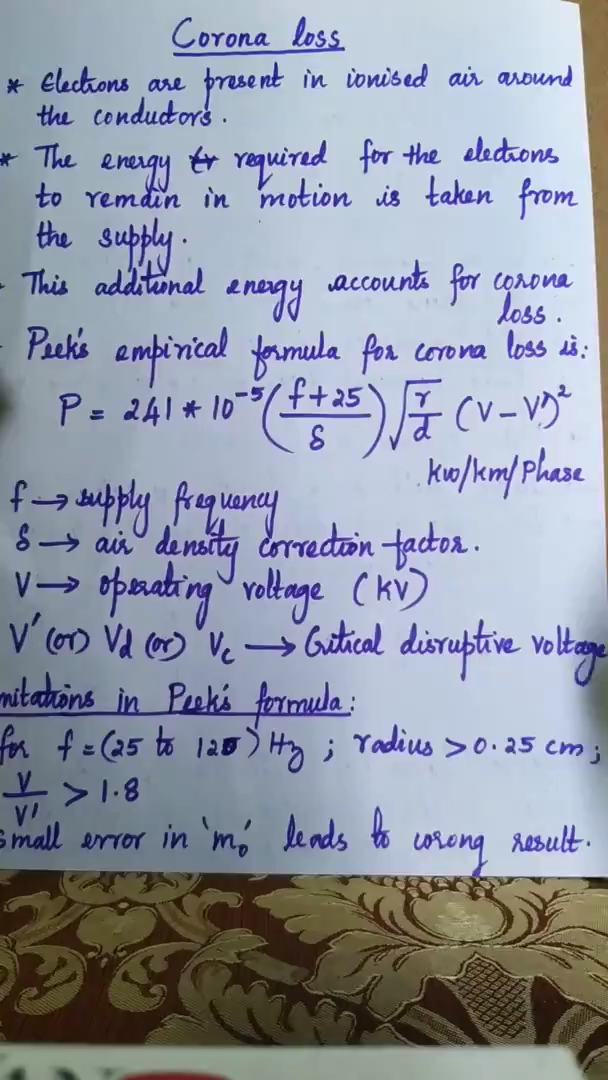 Corona loss
* Electrons are present in ionised air around
the conductors.
* The energy required for the electrons
to remain in motion is taken from
the supply.
- This additional energy accounts for corona
loss.
- Peek's empirical formula for corona loss is:
P = 241 * 10^-5 ((f+25)/δ) √(r/d) (V-V')²
kw/km/Phase
f → supply frequency
δ → air density correction factor.
V → operating voltage (KV)
V' (or) Vd (or) Vc → Critical disruptive voltage
mitations in Peek's formula:
for f = (25 to 125) Hz ; radius > 0.25 cm ;
V/V' > 1.8
small error in 'm₀' leads to wrong result.